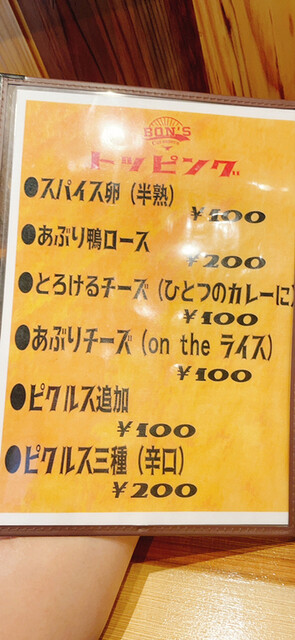 BON'S
トッピング
●スパイス卵（半熟）
¥100
●あぶり鴨ロース
¥200
●とろけるチーズ（ひとつのカレーに）
¥100
●あぶりチーズ（on the ライス）
¥100
●ピクルス追加
¥100
●ピクルス三種（辛口）
¥200